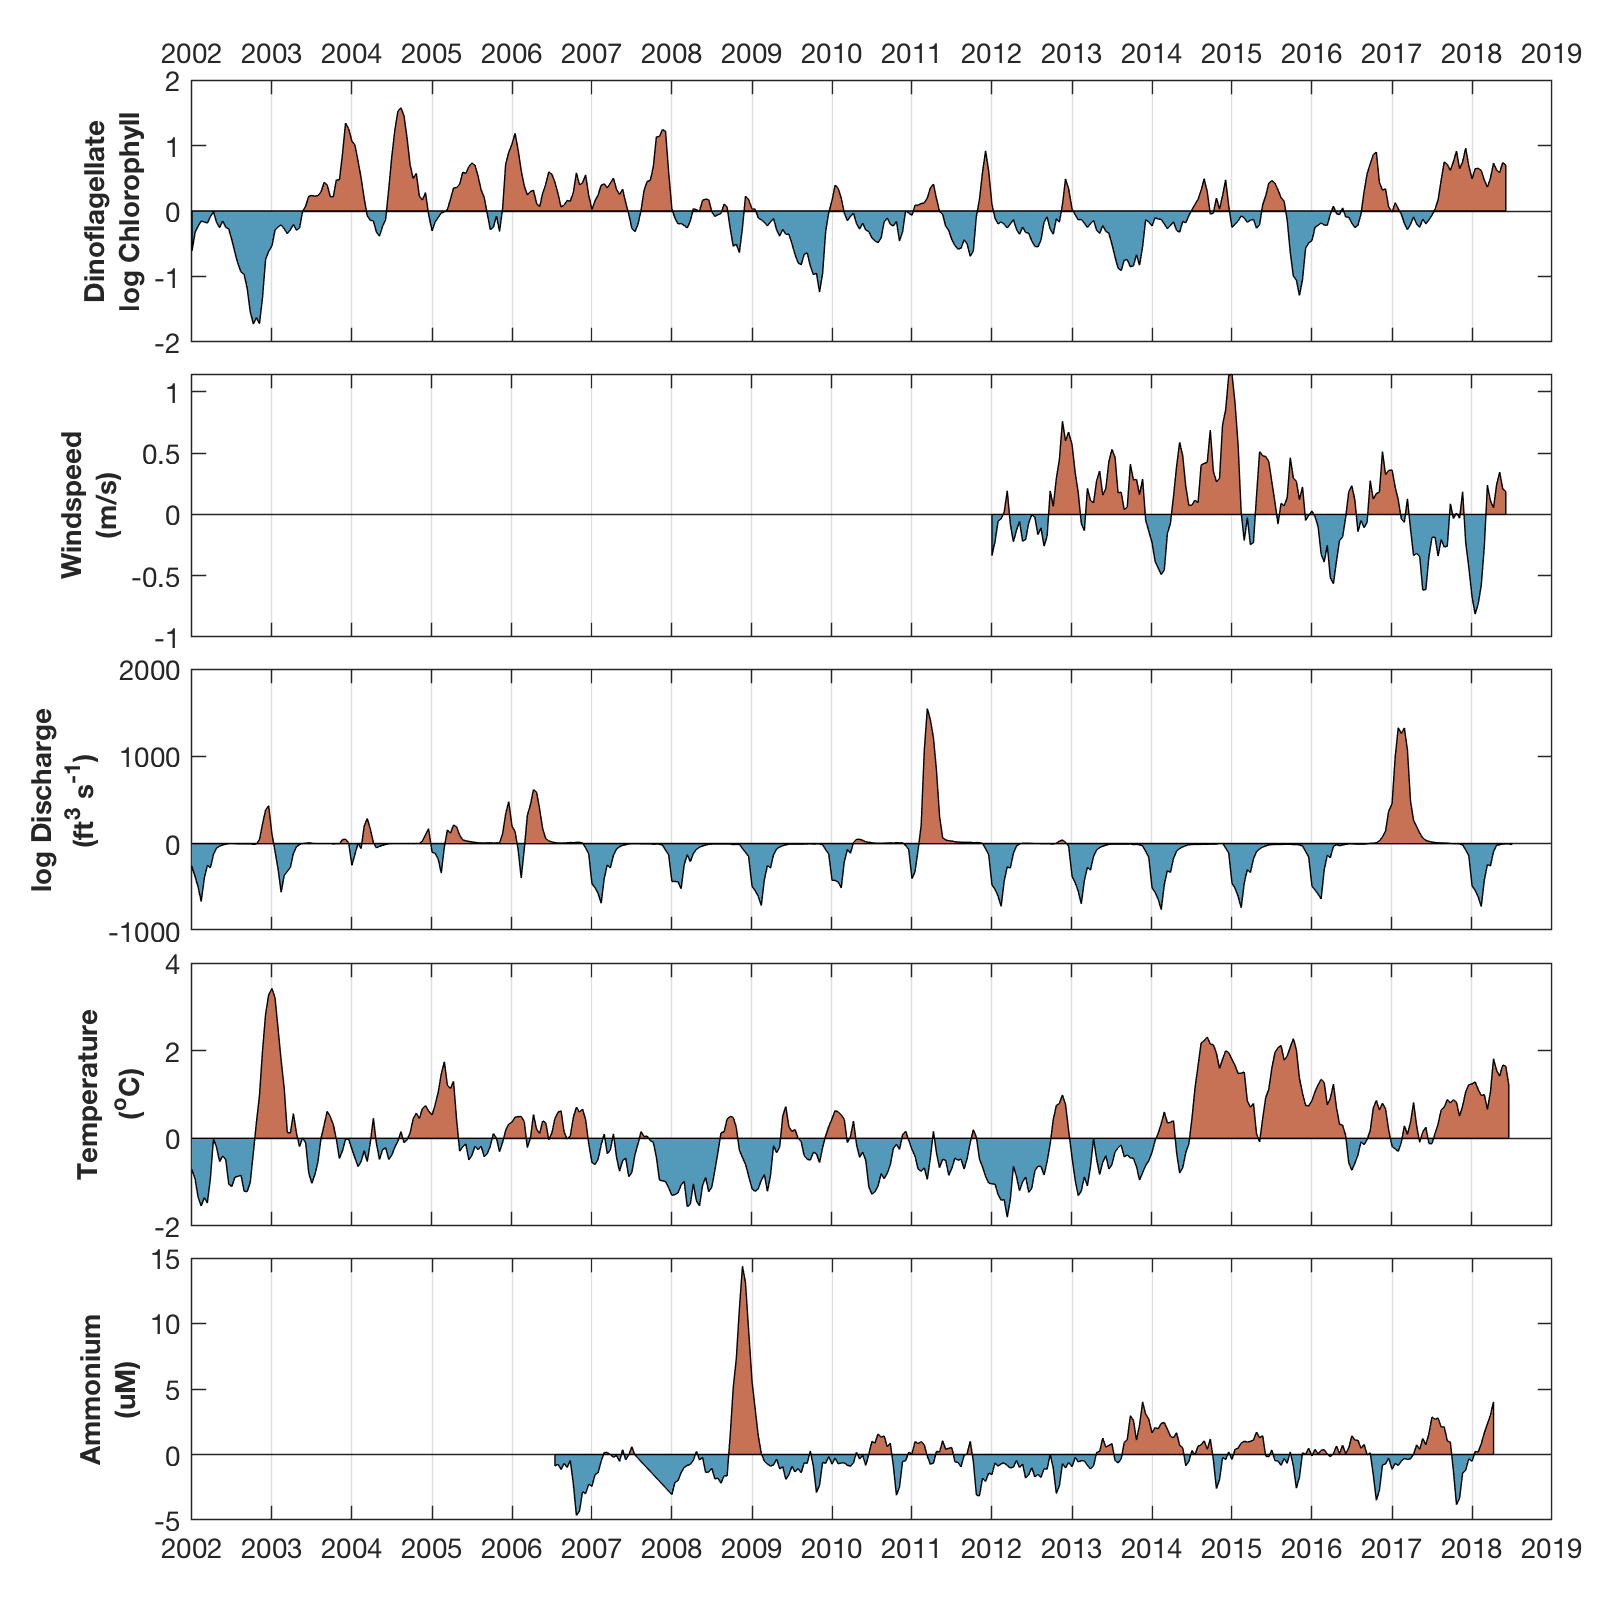 2002 2003 2004 2005 2006 2007 2008 2009 2010 2011 2012 2013 2014 2015 2016 2017 2018 2019
Dinoflagellate
log Chlorophyll
2
1
0
-1
-2
Windspeed
(m/s)
1
0.5
0
-0.5
-1
log Discharge
(ft³ s⁻¹)
2000
1000
0
-1000
Temperature
(°C)
4
2
0
-2
Ammonium
(uM)
15
10
5
0
-5
2002 2003 2004 2005 2006 2007 2008 2009 2010 2011 2012 2013 2014 2015 2016 2017 2018 2019